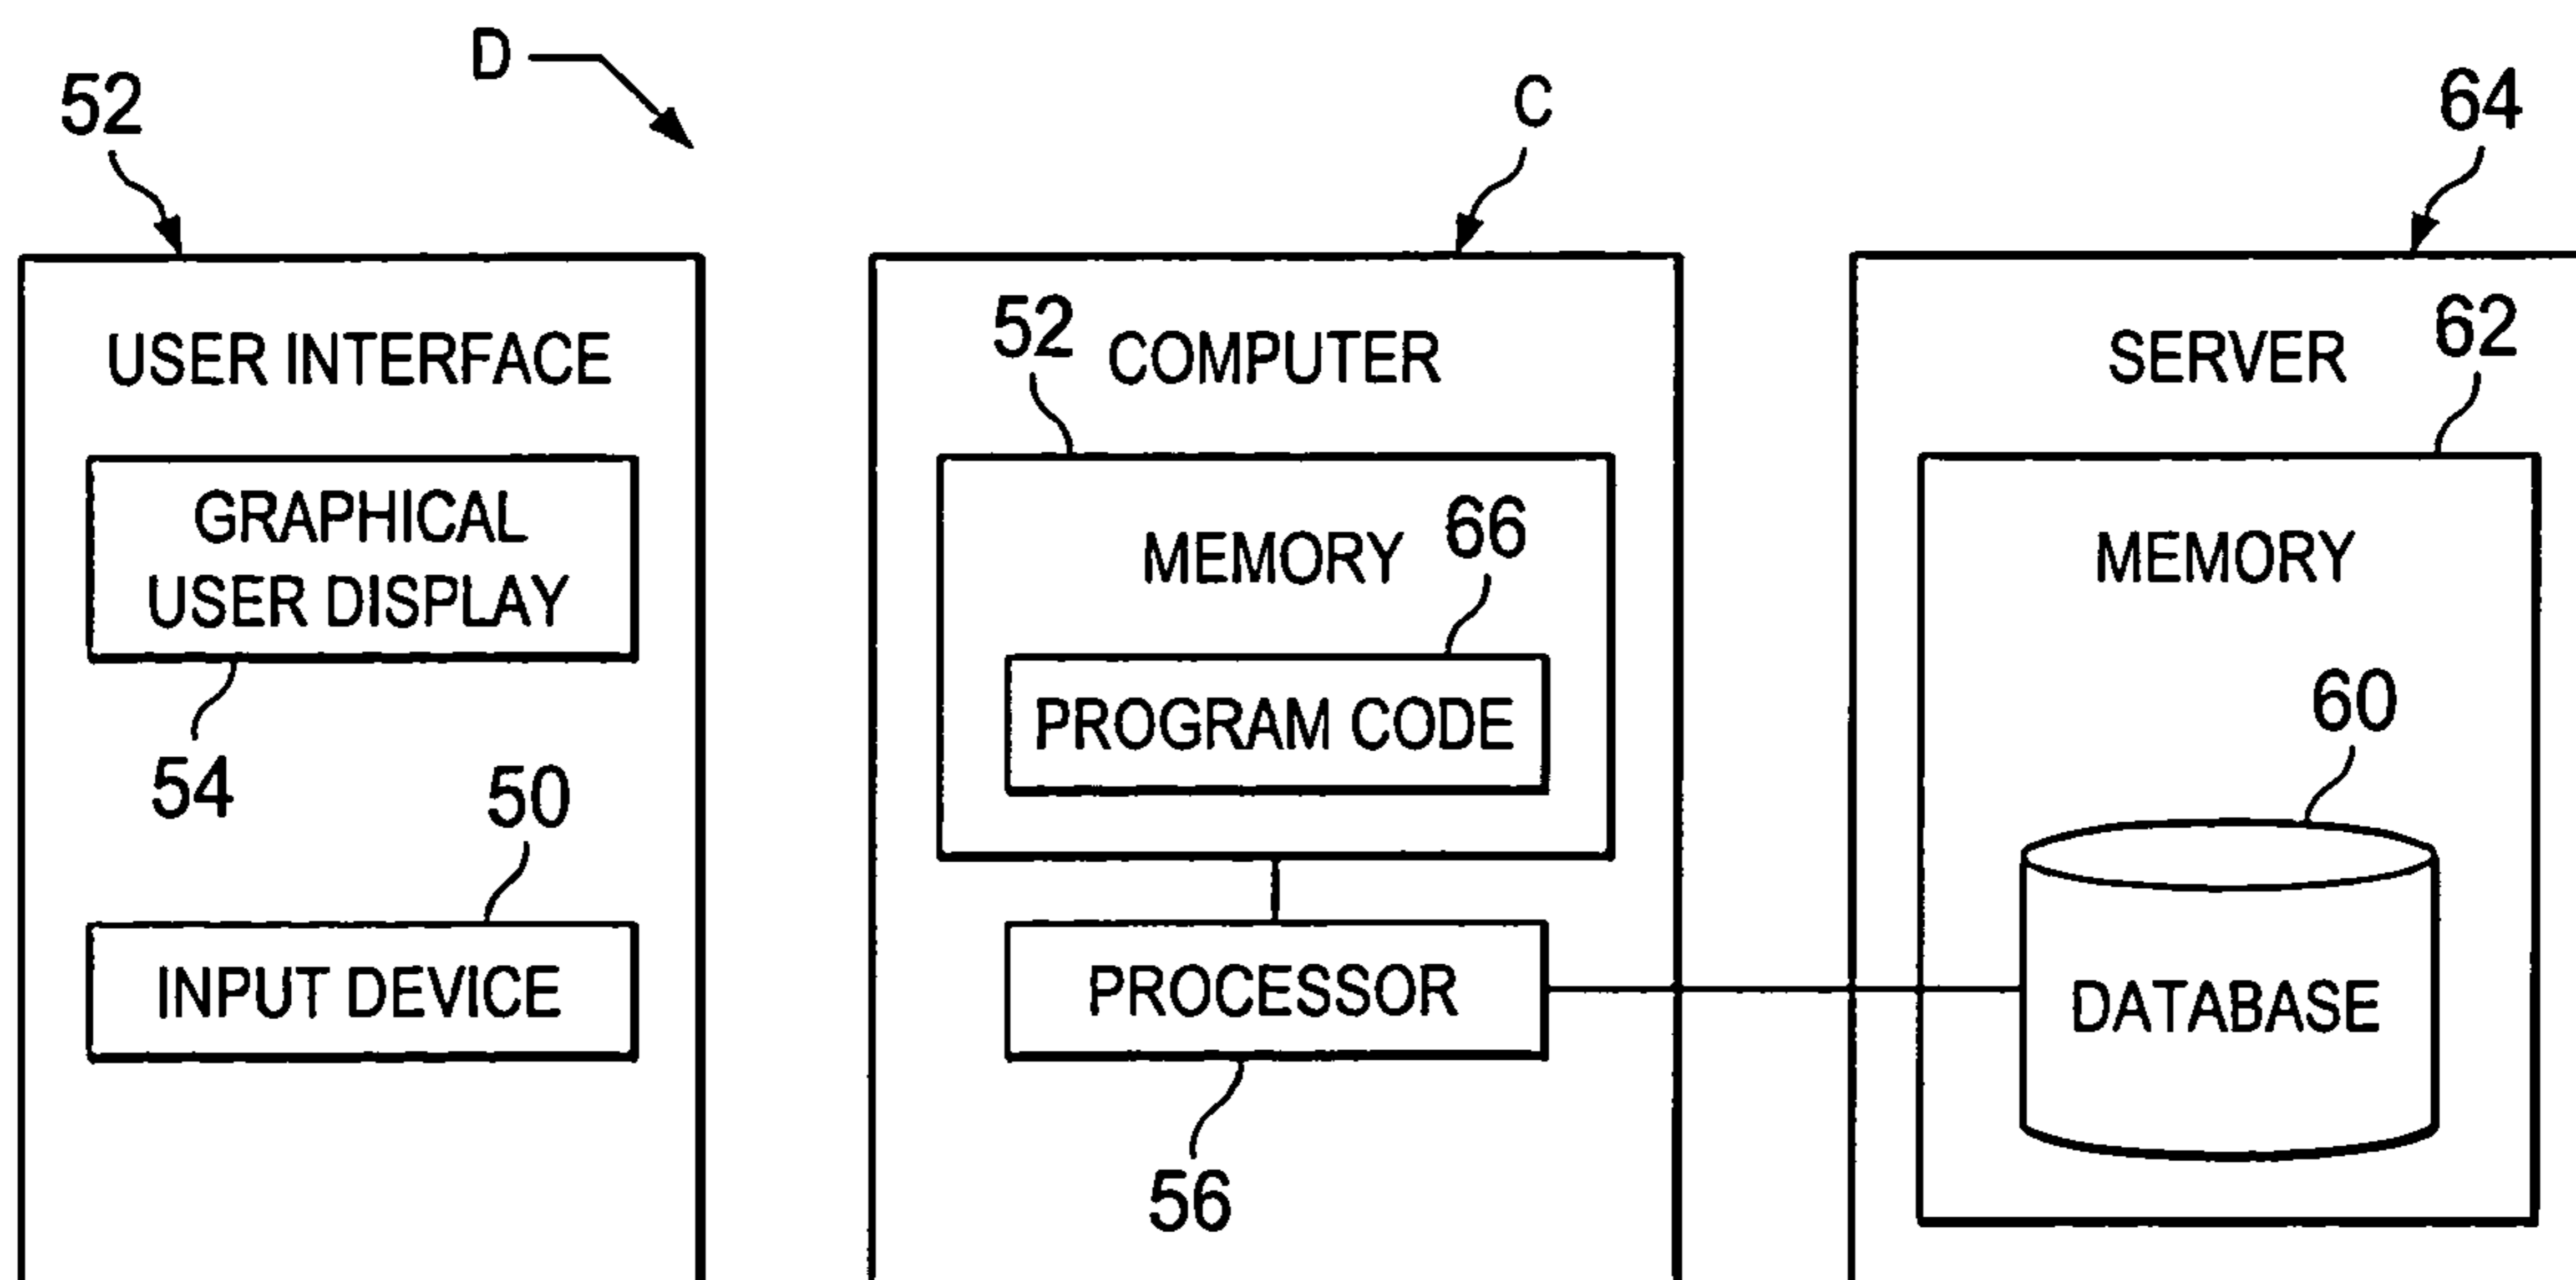 D
52
C
64
USER INTERFACE
GRAPHICAL
USER DISPLAY
54
50
INPUT DEVICE
52
COMPUTER
MEMORY
66
PROGRAM CODE
PROCESSOR
56
SERVER
62
MEMORY
60
DATABASE